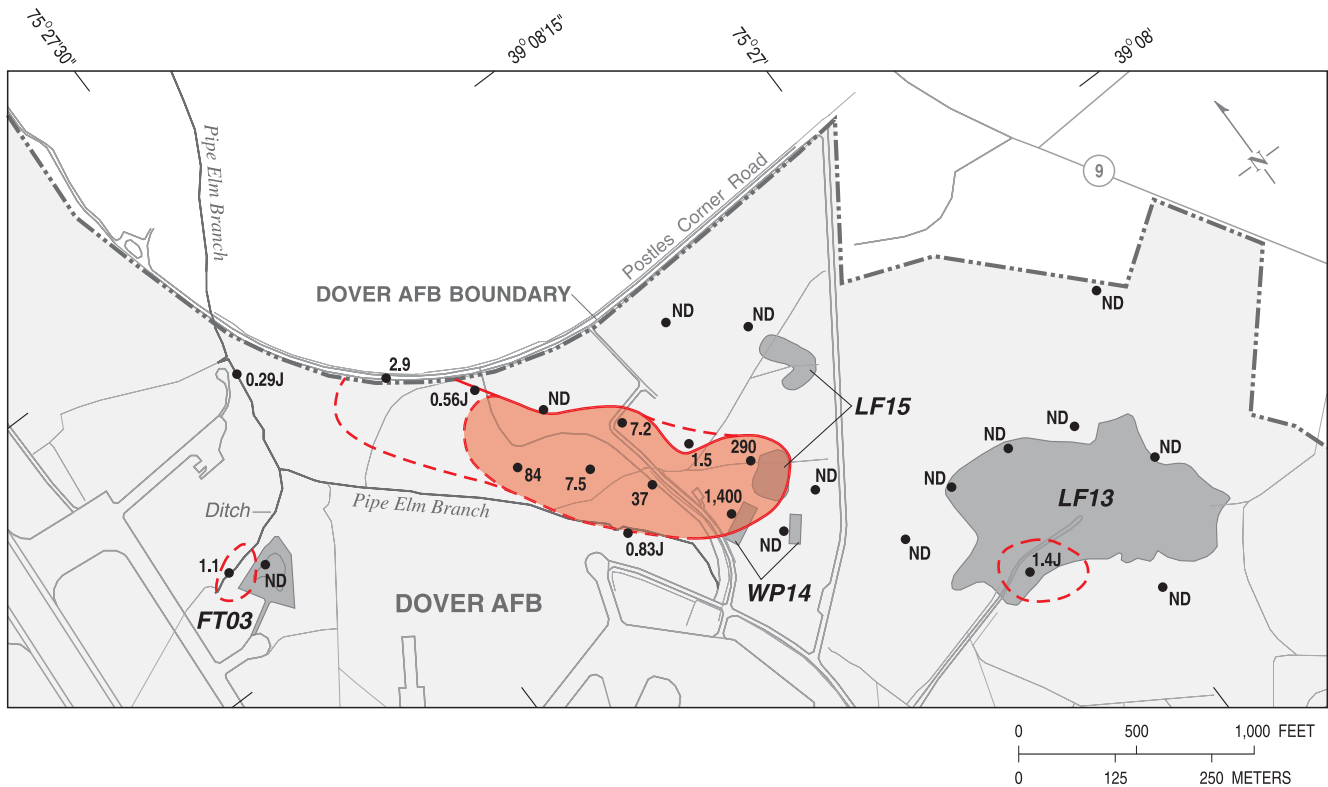 75°27'30"
39°08'15"
75°27'
39°08'
Pipe Elm Branch
Postles Corner Road
9
N
DOVER AFB BOUNDARY
ND
ND
ND
2.9
0.29J
0.56J
ND
7.2
1.5
290
LF15
ND
ND
ND
84
7.5
37
1,400
ND
ND
LF13
Pipe Elm Branch
Ditch
0.83J
ND
ND
1.1
ND
1.4J
ND
FT03
DOVER AFB
WP14
0 500 1,000 FEET
0 125 250 METERS